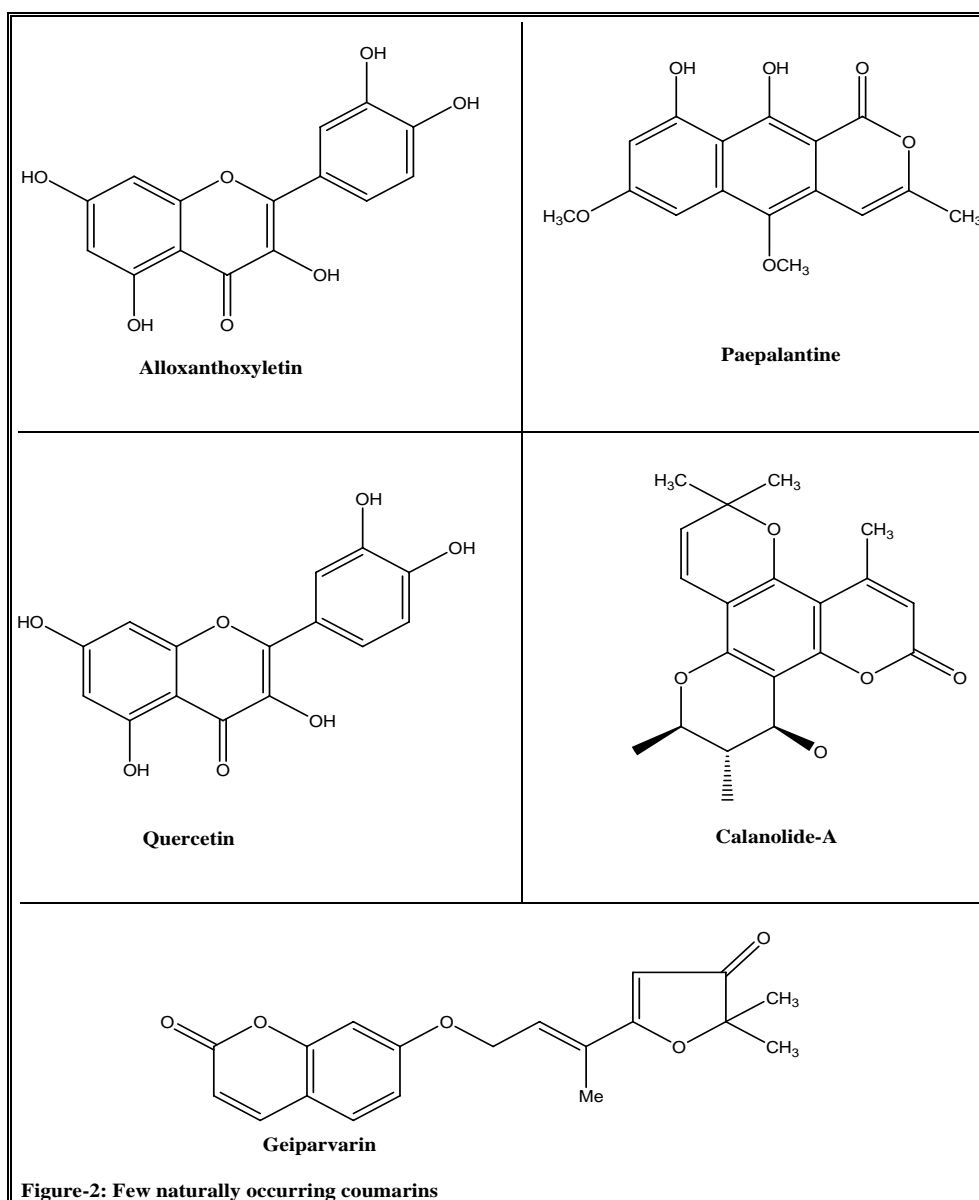 OH
OH
HO
O
OH
OH
O
Alloxanthoxyletin
OH
OH
O
O
H₃CO
CH₃
OCH₃
Paepalantine
OH
OH
HO
O
OH
OH
O
Quercetin
H₃C
CH₃
O
CH₃
O
O
O
O
Calanolide-A
O
O
O
O
CH₃
O
CH₃
Me
Geiparvarin
Figure-2: Few naturally occurring coumarins